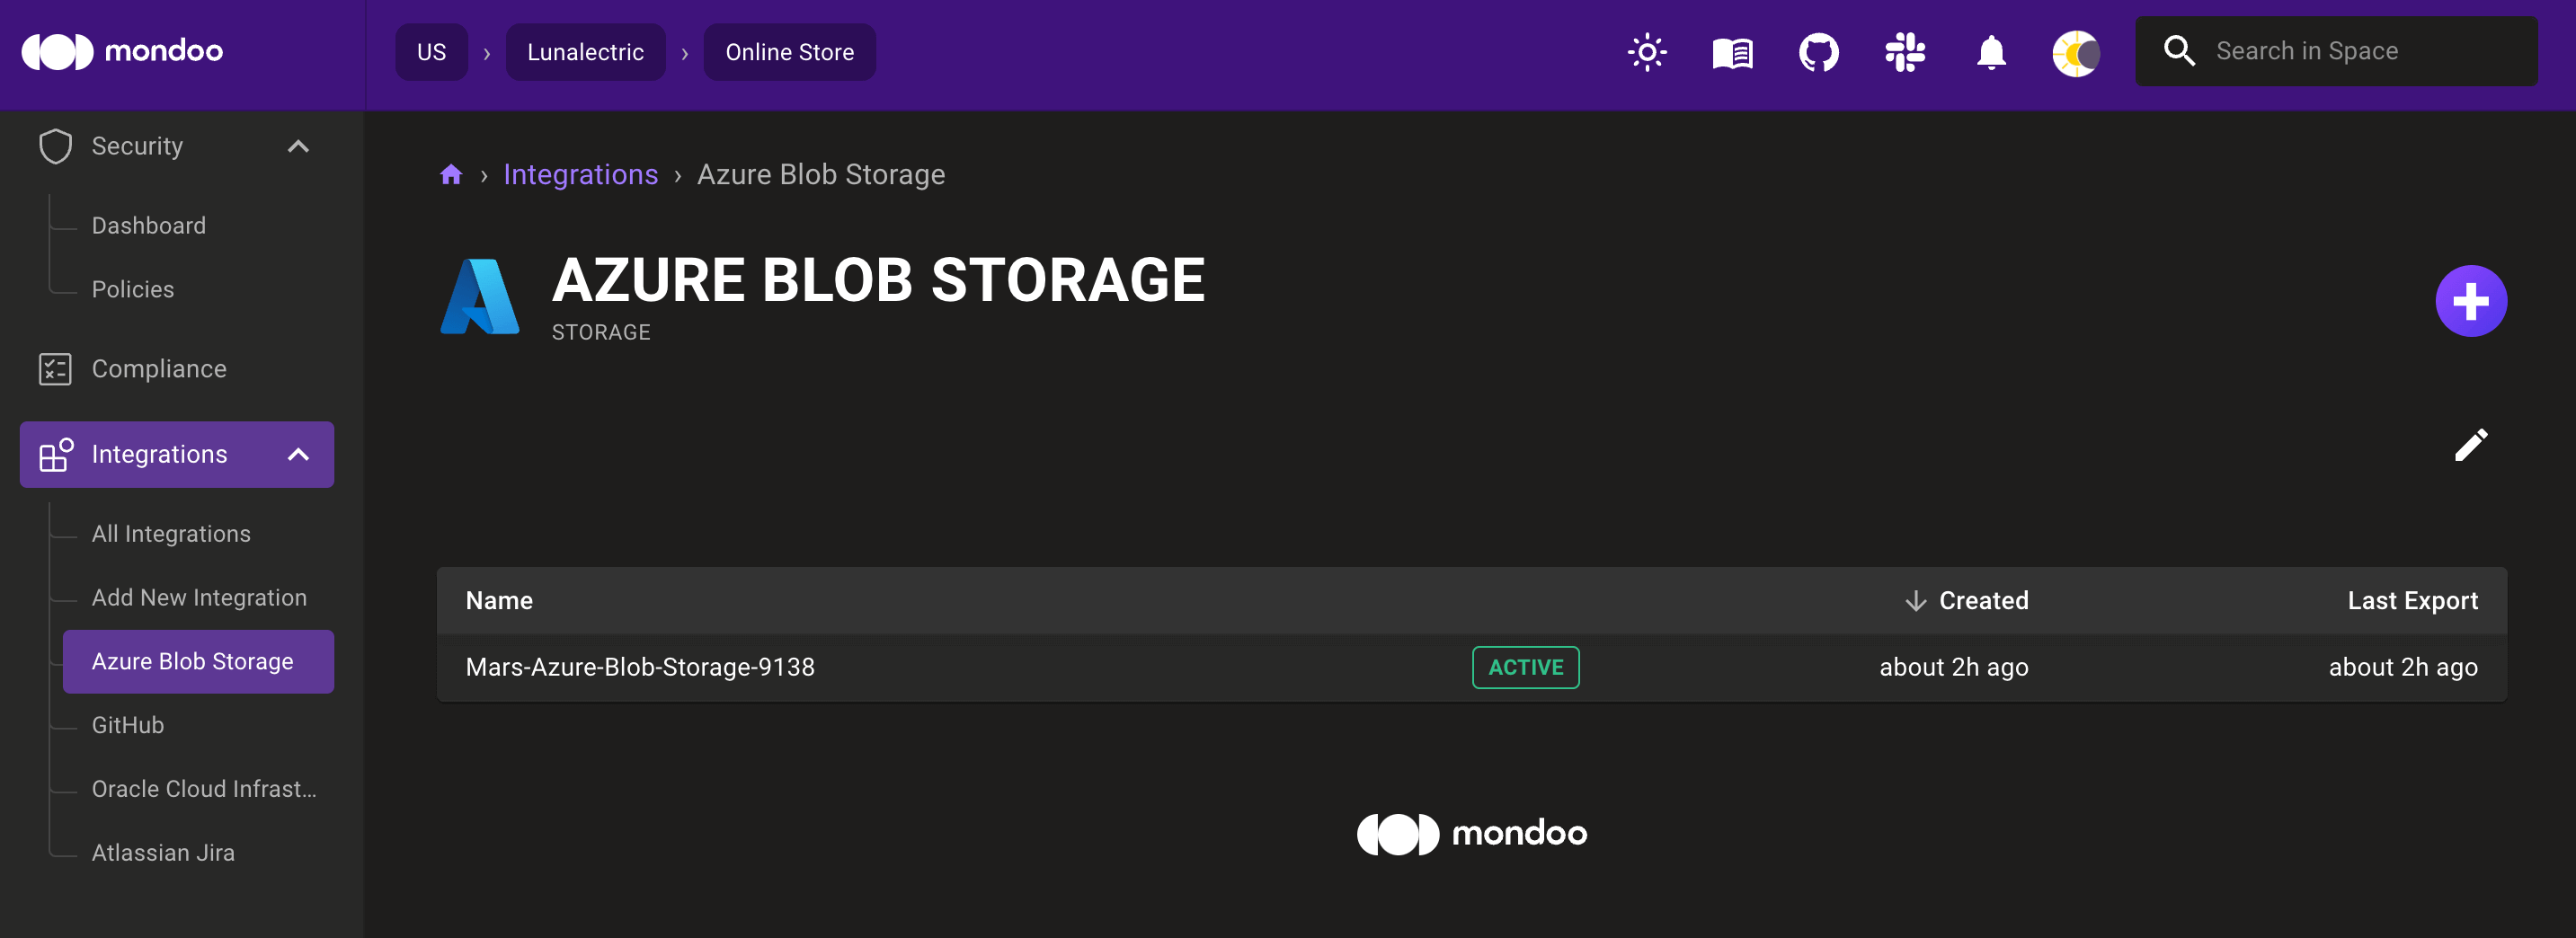 mondoo
US › Lunalectric › Online Store
Search in Space
Security
Dashboard
Policies
Compliance
Integrations
All Integrations
Add New Integration
Azure Blob Storage
GitHub
Oracle Cloud Infrast...
Atlassian Jira
› Integrations › Azure Blob Storage
AZURE BLOB STORAGE
STORAGE
Name Created Last Export
Mars-Azure-Blob-Storage-9138 ACTIVE about 2h ago about 2h ago
mondoo